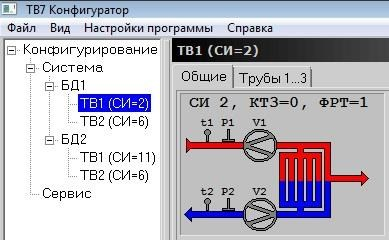 ТВ7 Конфигуратор
Файл Вид Настройки программы Справка
Конфигурирование
Система
БД1
ТВ1 (СИ=2)
ТВ2 (СИ=6)
БД2
ТВ1 (СИ=11)
ТВ2 (СИ=6)
Сервис
ТВ1 (СИ=2)
Общие Трубы 1...3
СИ 2, КТ3=0, ФРТ=1
t1 P1 V1
t2 P2 V2